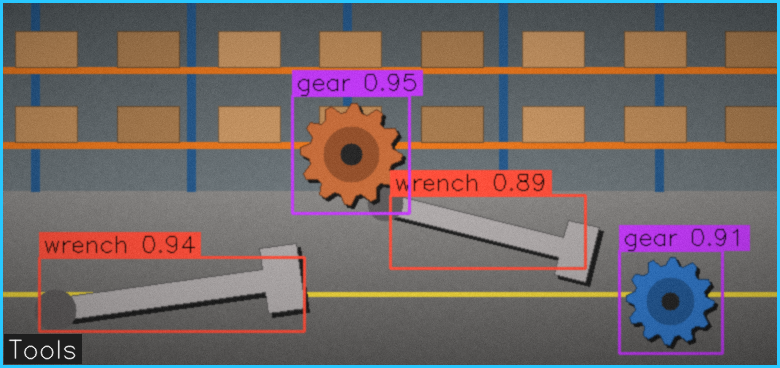 gear 0.95
wrench 0.89
gear 0.91
wrench 0.94
Tools